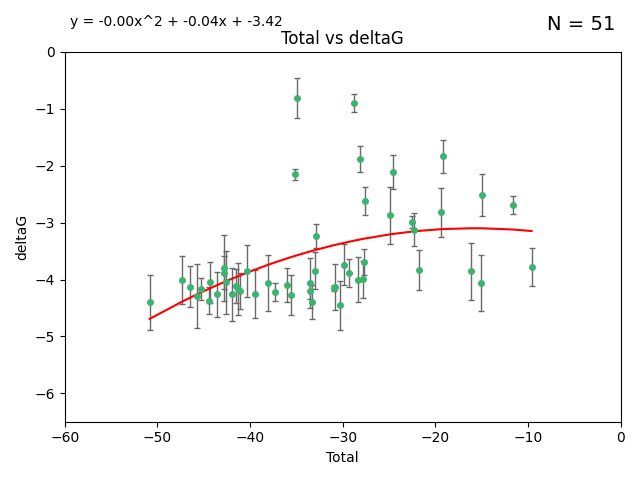 y = -0.00x^2 + -0.04x + -3.42
N = 51
Total vs deltaG
0
−1
−2
−3
−4
−5
−6
deltaG
−60 −50 −40 −30 −20 −10 0
Total